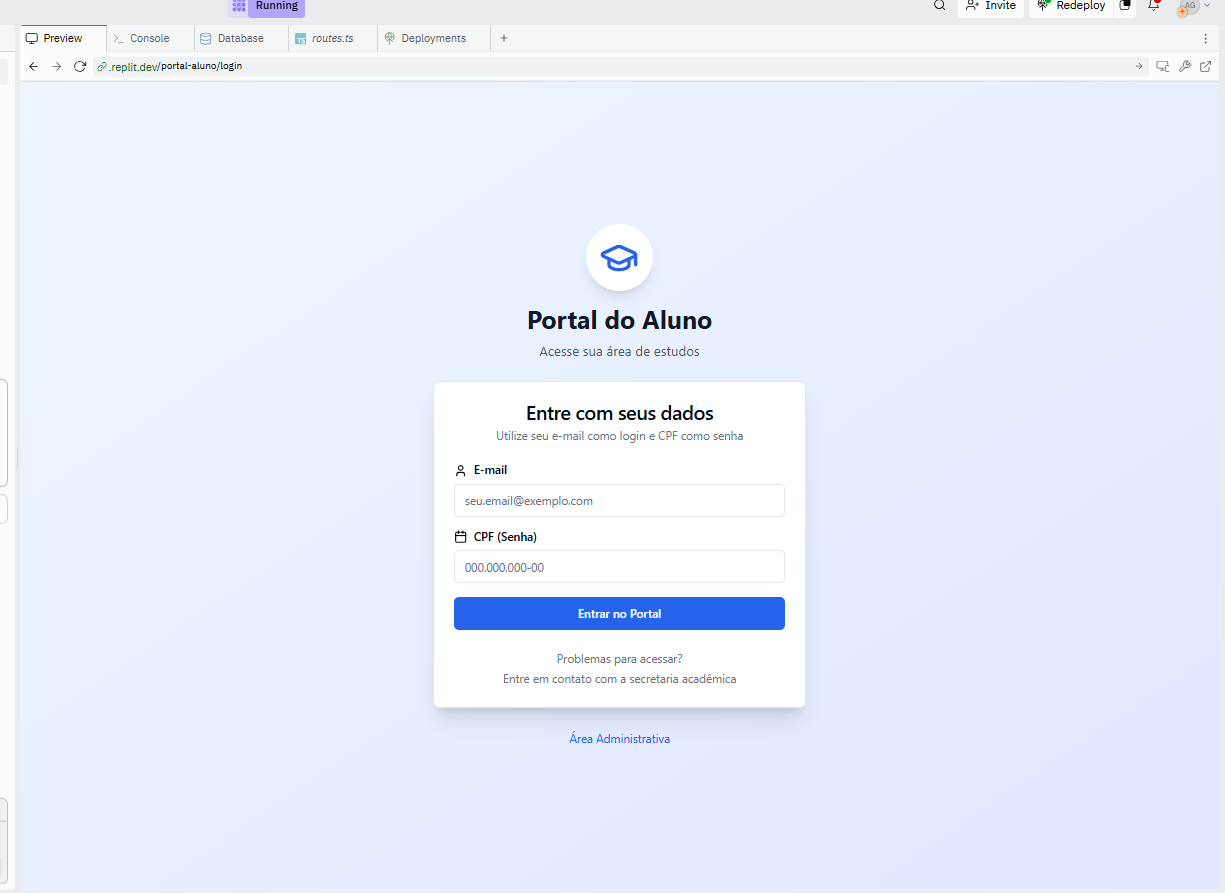 Running
Invite
Redeploy
AG
Preview
>_ Console
Database
TS routes.ts
Deployments
.replit.dev/portal-aluno/login
Portal do Aluno
Acesse sua área de estudos
Entre com seus dados
Utilize seu e-mail como login e CPF como senha
E-mail
seu.email@exemplo.com
CPF (Senha)
000.000.000-00
Entrar no Portal
Problemas para acessar?
Entre em contato com a secretaria acadêmica
Área Administrativa